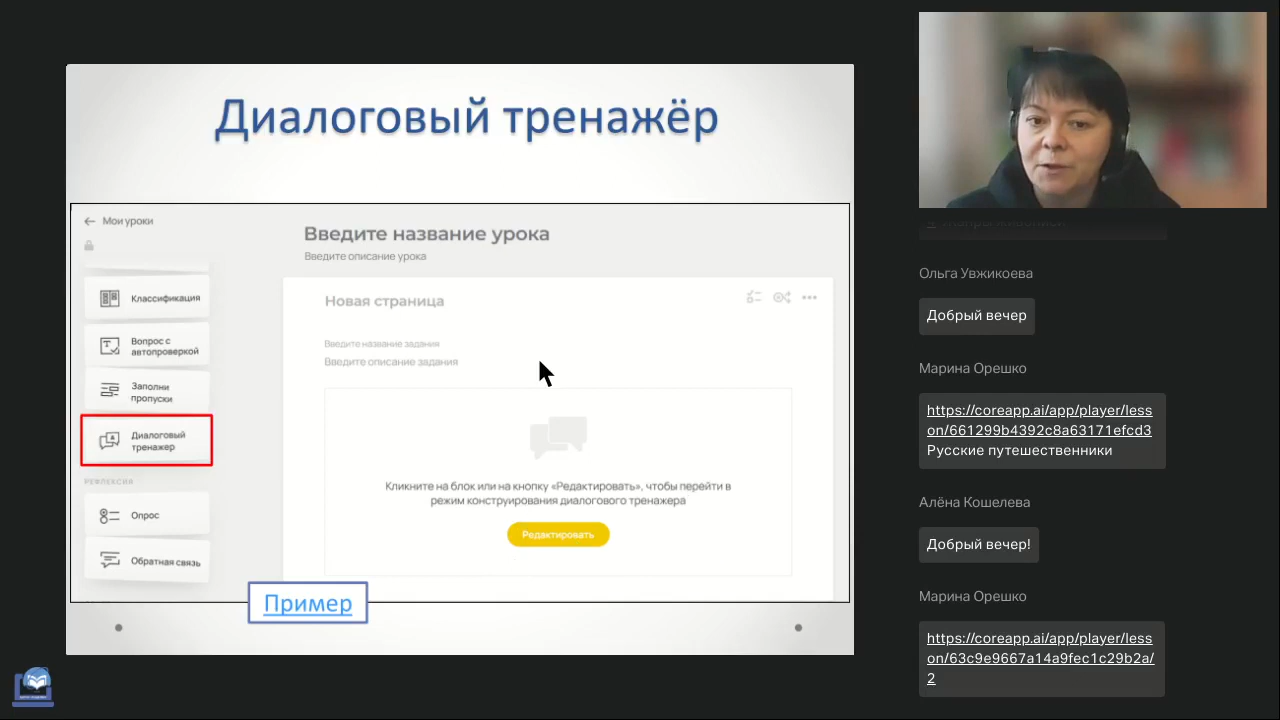 Диалоговый тренажёр
Мои уроки
Классификация
Вопрос с
автопроверкой
Заполни
пропуски
Диалоговый
тренажер
РЕФЛЕКСИЯ
Опрос
Обратная связь
Введите название урока
Введите описание урока
Новая страница
Введите название задания
Введите описание задания
Кликните на блок или на кнопку «Редактировать», чтобы перейти в
режим конструирования диалогового тренажера
Редактировать
Пример
Ольга Увжикоева
Добрый вечер
Марина Орешко
https://coreapp.ai/app/player/less
on/661299b4392c8a63171efcd3
Русские путешественники
Алёна Кошелева
Добрый вечер!
Марина Орешко
https://coreapp.ai/app/player/less
on/63c9e9667a14a9fec1c29b2a/
2